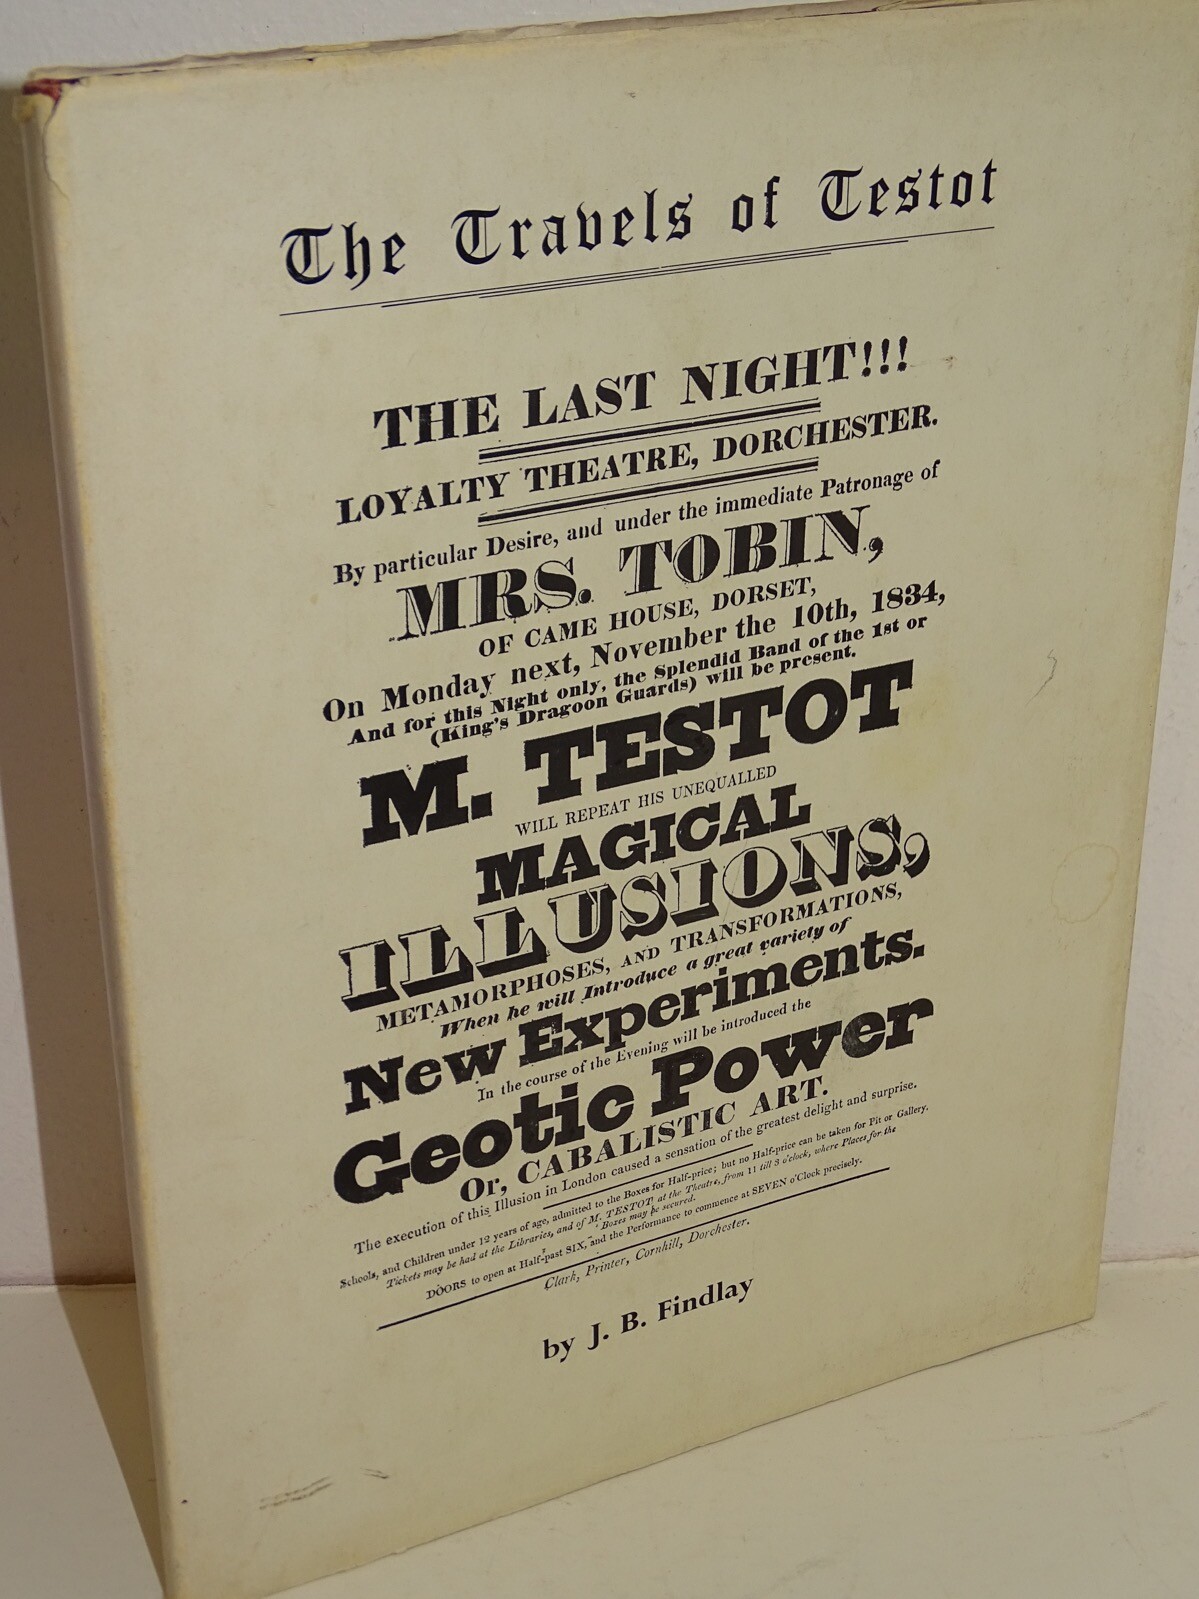 The Travels of Testot
THE LAST NIGHT!!!
LOYALTY THEATRE, DORCHESTER.
By particular Desire, and under the immediate Patronage of
MRS. TOBIN,
OF CAME HOUSE, DORSET,
On Monday next, November the 10th, 1834,
And for this Night only, the Splendid Band of the 1st or
(King's Dragoon Guards) will be present.
M. TESTOT
WILL REPEAT HIS UNEQUALLED
MAGICAL
ILLUSIONS,
METAMORPHOSES, AND TRANSFORMATIONS,
When he will Introduce a great variety of
New Experiments.
In the course of the Evening will be introduced the
Geotic Power
Or, CABALISTIC ART.
The execution of this Illusion in London caused a sensation of the greatest delight and surprise.
Schools, and Children under 12 years of age, admitted to the Boxes for Half-price; but no Half-price can be taken for Pit or Gallery.
Tickets may be had at the Libraries, and of M. TESTOT, at the Theatre, from 11 till 3 o'clock, where Places for the
Boxes may be secured.
DOORS to open at Half-past SIX, and the Performance to commence at SEVEN o'Clock precisely.
Clark, Printer, Cornhill, Dorchester.
by J. B. Findlay